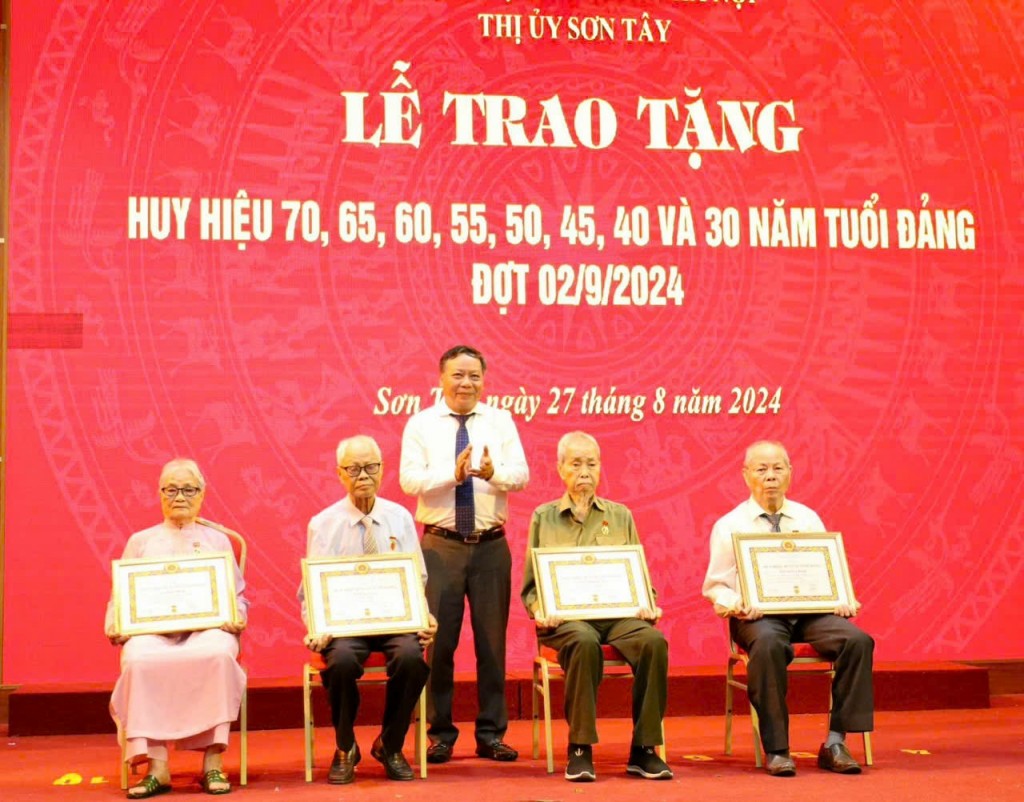 THỊ ỦY SƠN TÂY
LỄ TRAO TẶNG
HUY HIỆU 70, 65, 60, 55, 50, 45, 40 VÀ 30 NĂM TUỔI ĐẢNG
ĐỢT 02/9/2024
Sơn ngày 27 tháng 8 năm 2024